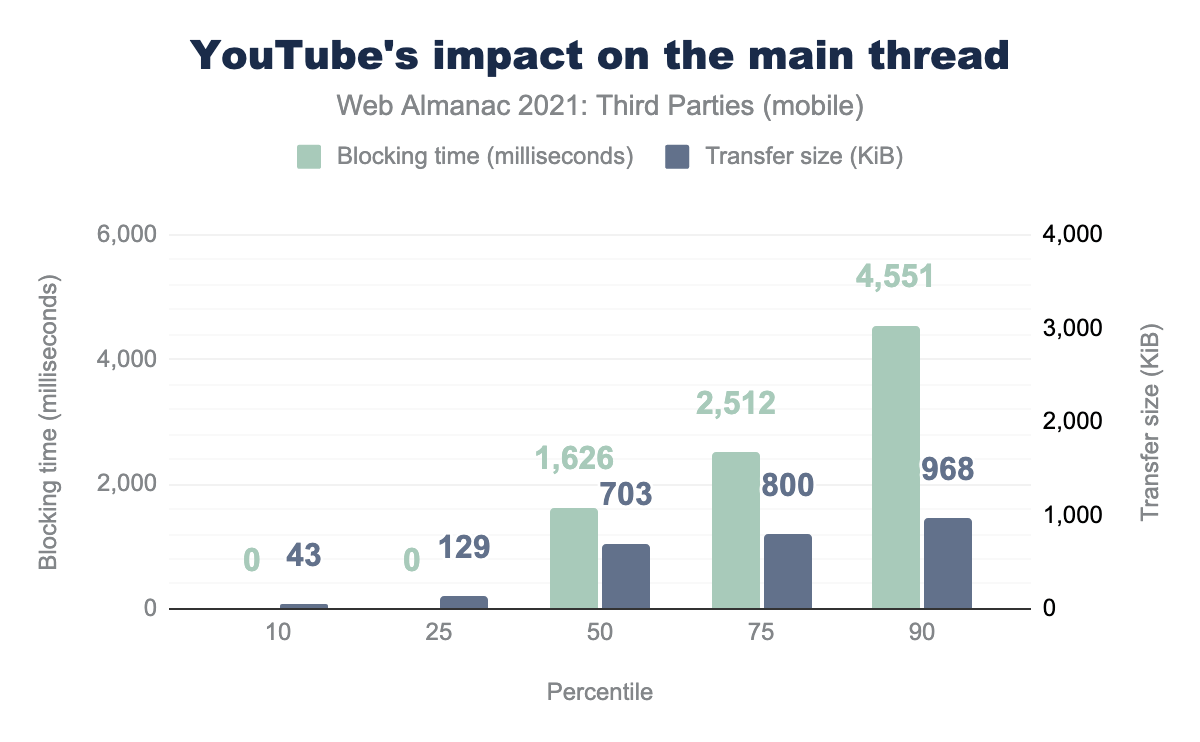 YouTube's impact on the main thread
Web Almanac 2021: Third Parties (mobile)
Blocking time (milliseconds) Transfer size (KiB)
6,000 4,000
4,551
3,000
4,000
2,512
2,000
1,626
968
2,000 703 800
1,000
0 43 0 129
0 0
10 25 50 75 90
Percentile
Blocking time (milliseconds)
Transfer size (KiB)